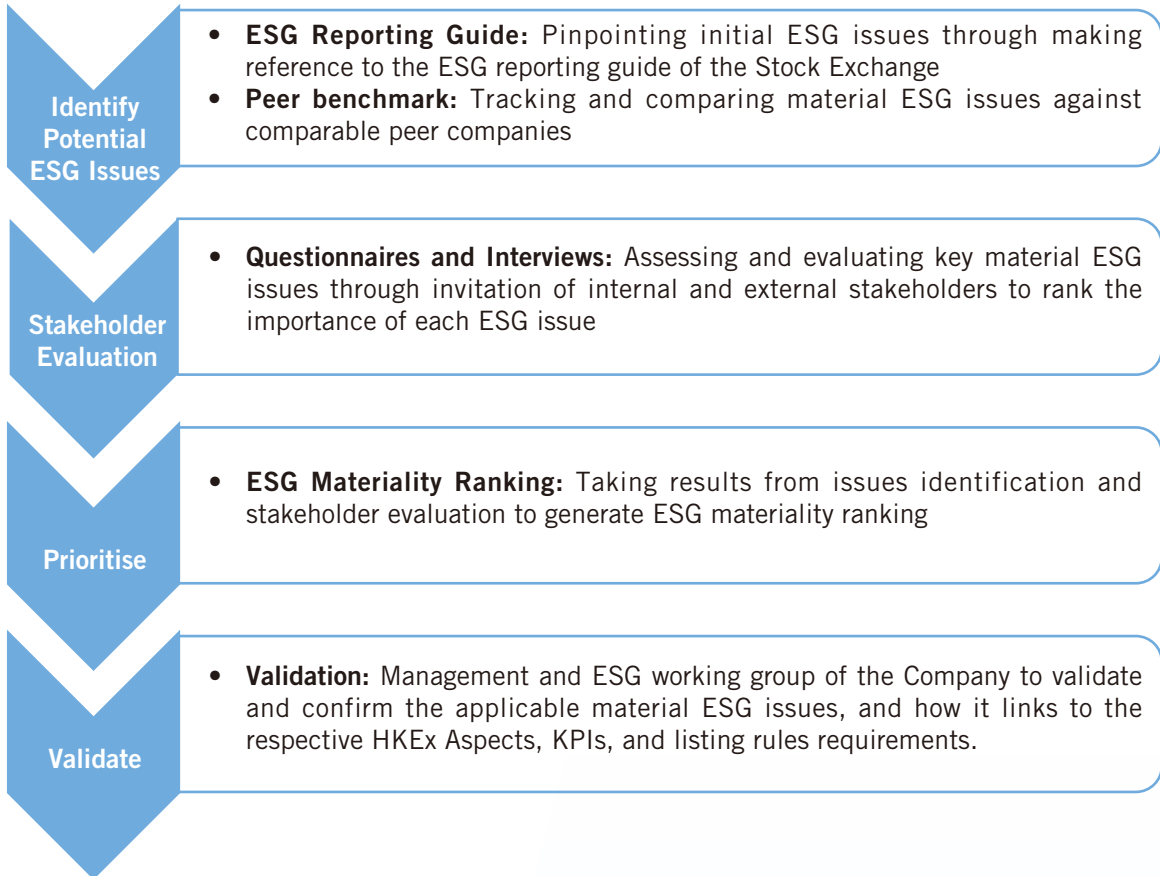 Identify
Potential
ESG Issues
• ESG Reporting Guide: Pinpointing initial ESG issues through making
reference to the ESG reporting guide of the Stock Exchange
• Peer benchmark: Tracking and comparing material ESG issues against
comparable peer companies
Stakeholder
Evaluation
• Questionnaires and Interviews: Assessing and evaluating key material ESG
issues through invitation of internal and external stakeholders to rank the
importance of each ESG issue
Prioritise
• ESG Materiality Ranking: Taking results from issues identification and
stakeholder evaluation to generate ESG materiality ranking
Validate
• Validation: Management and ESG working group of the Company to validate
and confirm the applicable material ESG issues, and how it links to the
respective HKEx Aspects, KPIs, and listing rules requirements.